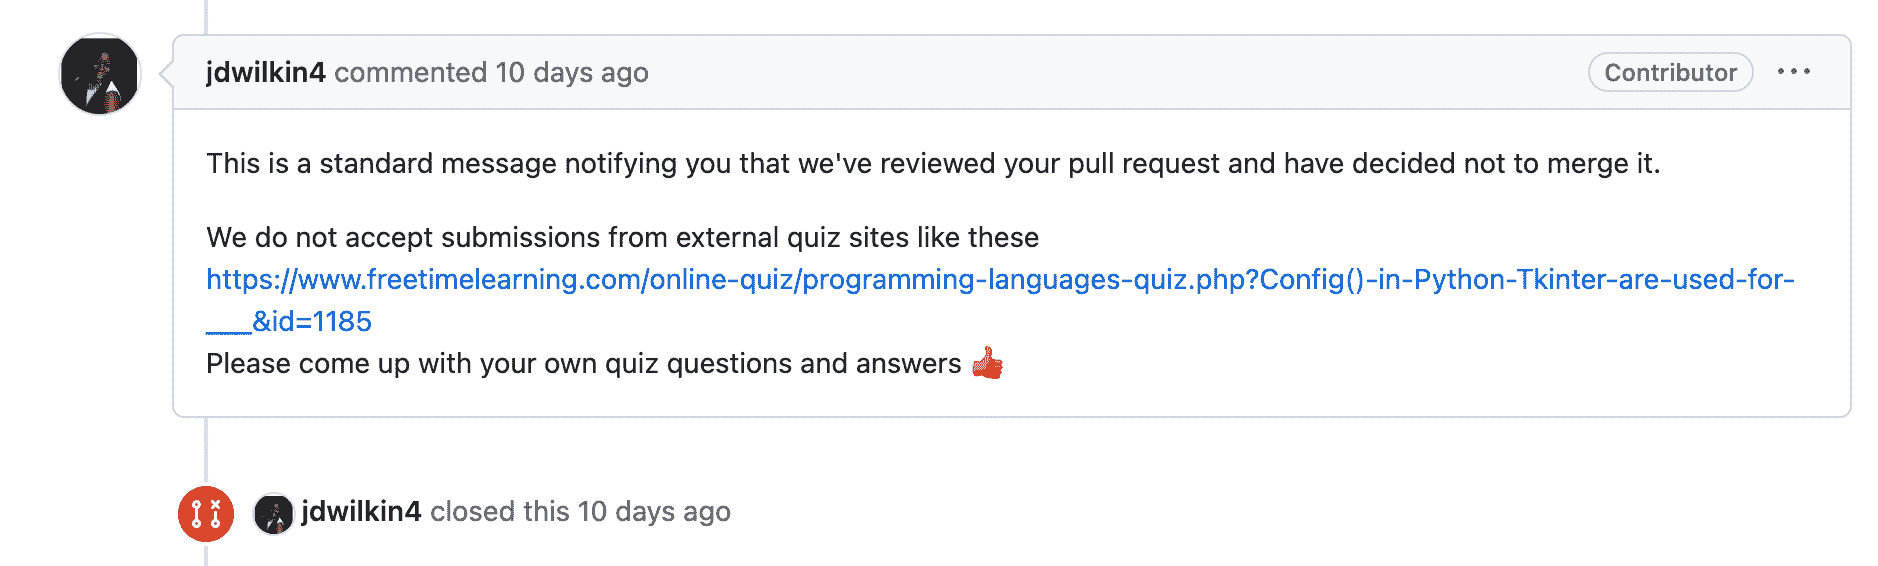 jdwilkin4 commented 10 days ago Contributor ...
This is a standard message notifying you that we've reviewed your pull request and have decided not to merge it.
We do not accept submissions from external quiz sites like these
https://www.freetimelearning.com/online-quiz/programming-languages-quiz.php?Config()-in-Python-Tkinter-are-used-for-
___&id=1185
Please come up with your own quiz questions and answers 👍
jdwilkin4 closed this 10 days ago